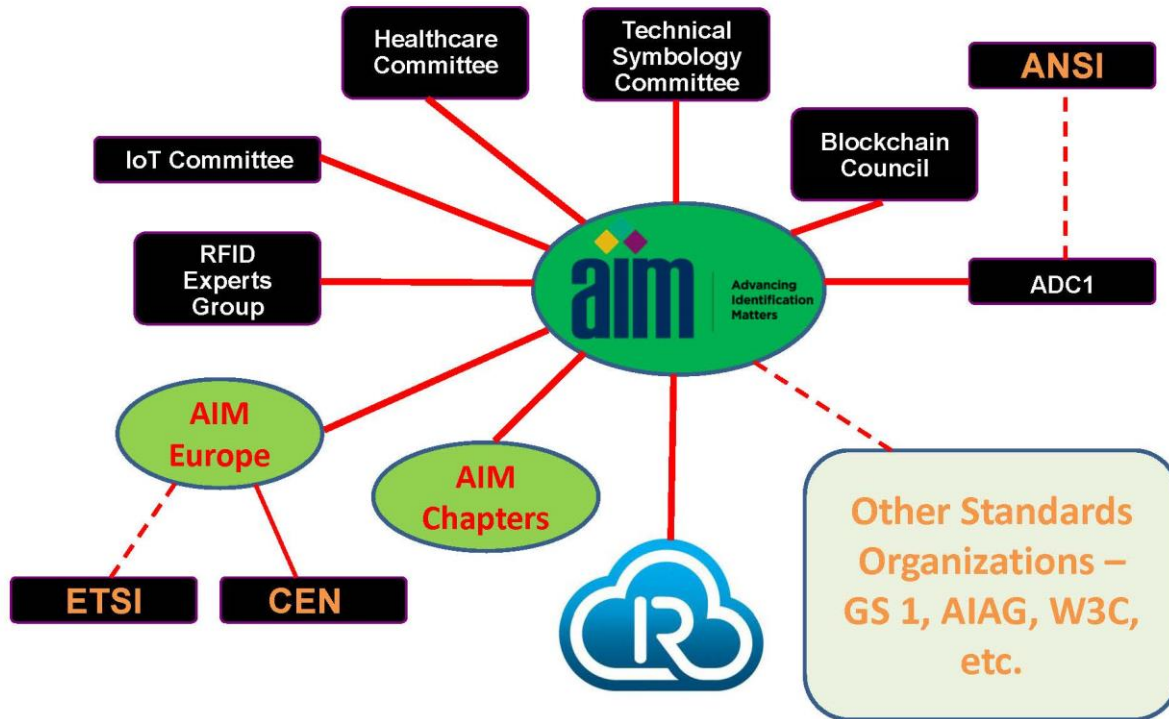 Healthcare
Committee
Technical
Symbology
Committee
ANSI
IoT Committee
Blockchain
Council
RFID
Experts
Group
aim
Advancing
Identification
Matters
ADC1
AIM
Europe
AIM
Chapters
ETSI
CEN
R
Other Standards
Organizations –
GS 1, AIAG, W3C,
etc.